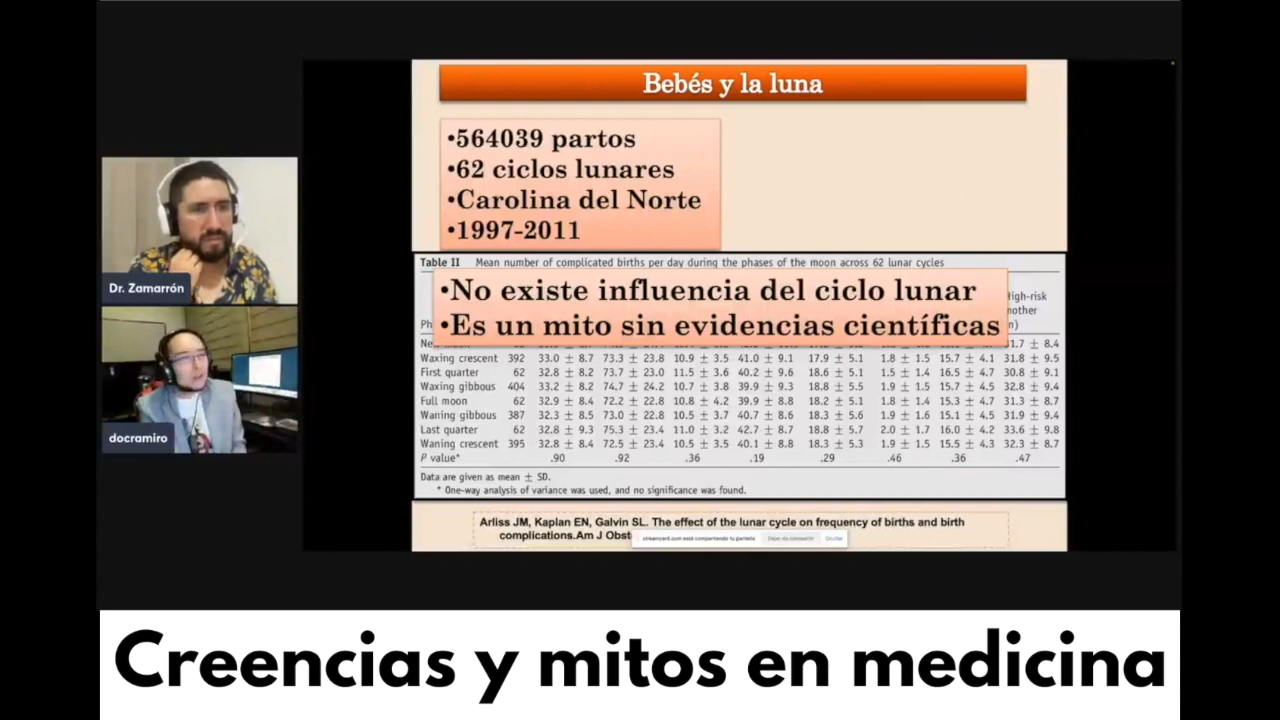 Bebés y la luna
•564039 partos
•62 ciclos lunares
•Carolina del Norte
•1997-2011
Table II Mean number of complicated births per day during the phases of the moon across 62 lunar cycles
•No existe influencia del ciclo lunar
•Es un mito sin evidencias científicas
31.7 ± 8.4
Waxing crescent 392 33.0 ± 8.7 73.3 ± 23.8 10.9 ± 3.5 41.0 ± 9.1 17.9 ± 5.1 1.8 ± 1.5 15.7 ± 4.1 31.8 ± 9.5
First quarter 62 32.8 ± 8.2 73.7 ± 23.0 11.5 ± 3.6 40.2 ± 9.6 18.6 ± 5.1 1.5 ± 1.4 16.5 ± 4.7 30.8 ± 9.1
Waxing gibbous 404 33.2 ± 8.2 74.7 ± 24.2 10.7 ± 3.8 39.9 ± 9.3 18.8 ± 5.5 1.9 ± 1.5 15.7 ± 4.5 32.8 ± 9.4
Full moon 62 32.9 ± 8.4 72.2 ± 22.8 10.8 ± 4.2 39.9 ± 8.8 18.2 ± 5.1 1.8 ± 1.4 15.3 ± 4.7 31.3 ± 8.7
Waning gibbous 387 32.3 ± 8.5 73.0 ± 22.8 10.5 ± 3.7 40.7 ± 8.6 18.3 ± 5.6 1.9 ± 1.6 15.1 ± 4.5 31.9 ± 9.4
Last quarter 62 32.8 ± 9.3 75.3 ± 23.4 11.0 ± 3.2 42.7 ± 8.7 18.8 ± 5.7 2.0 ± 1.7 16.0 ± 4.2 33.6 ± 9.8
Waning crescent 395 32.8 ± 8.4 72.5 ± 23.4 10.5 ± 3.5 40.1 ± 8.8 18.3 ± 5.3 1.9 ± 1.5 15.5 ± 4.3 32.3 ± 8.7
P value* .90 .92 .36 .19 .29 .46 .36 .47
Data are given as mean ± SD.
* One-way analysis of variance was used, and no significance was found.
Arliss JM, Kaplan EN, Galvin SL. The effect of the lunar cycle on frequency of births and birth
complications.Am J Obst
streamyard.com está compartiendo tu pantalla Dejar de compartir Ocultar
Dr. Zamarrón
docramiro
Creencias y mitos en medicina